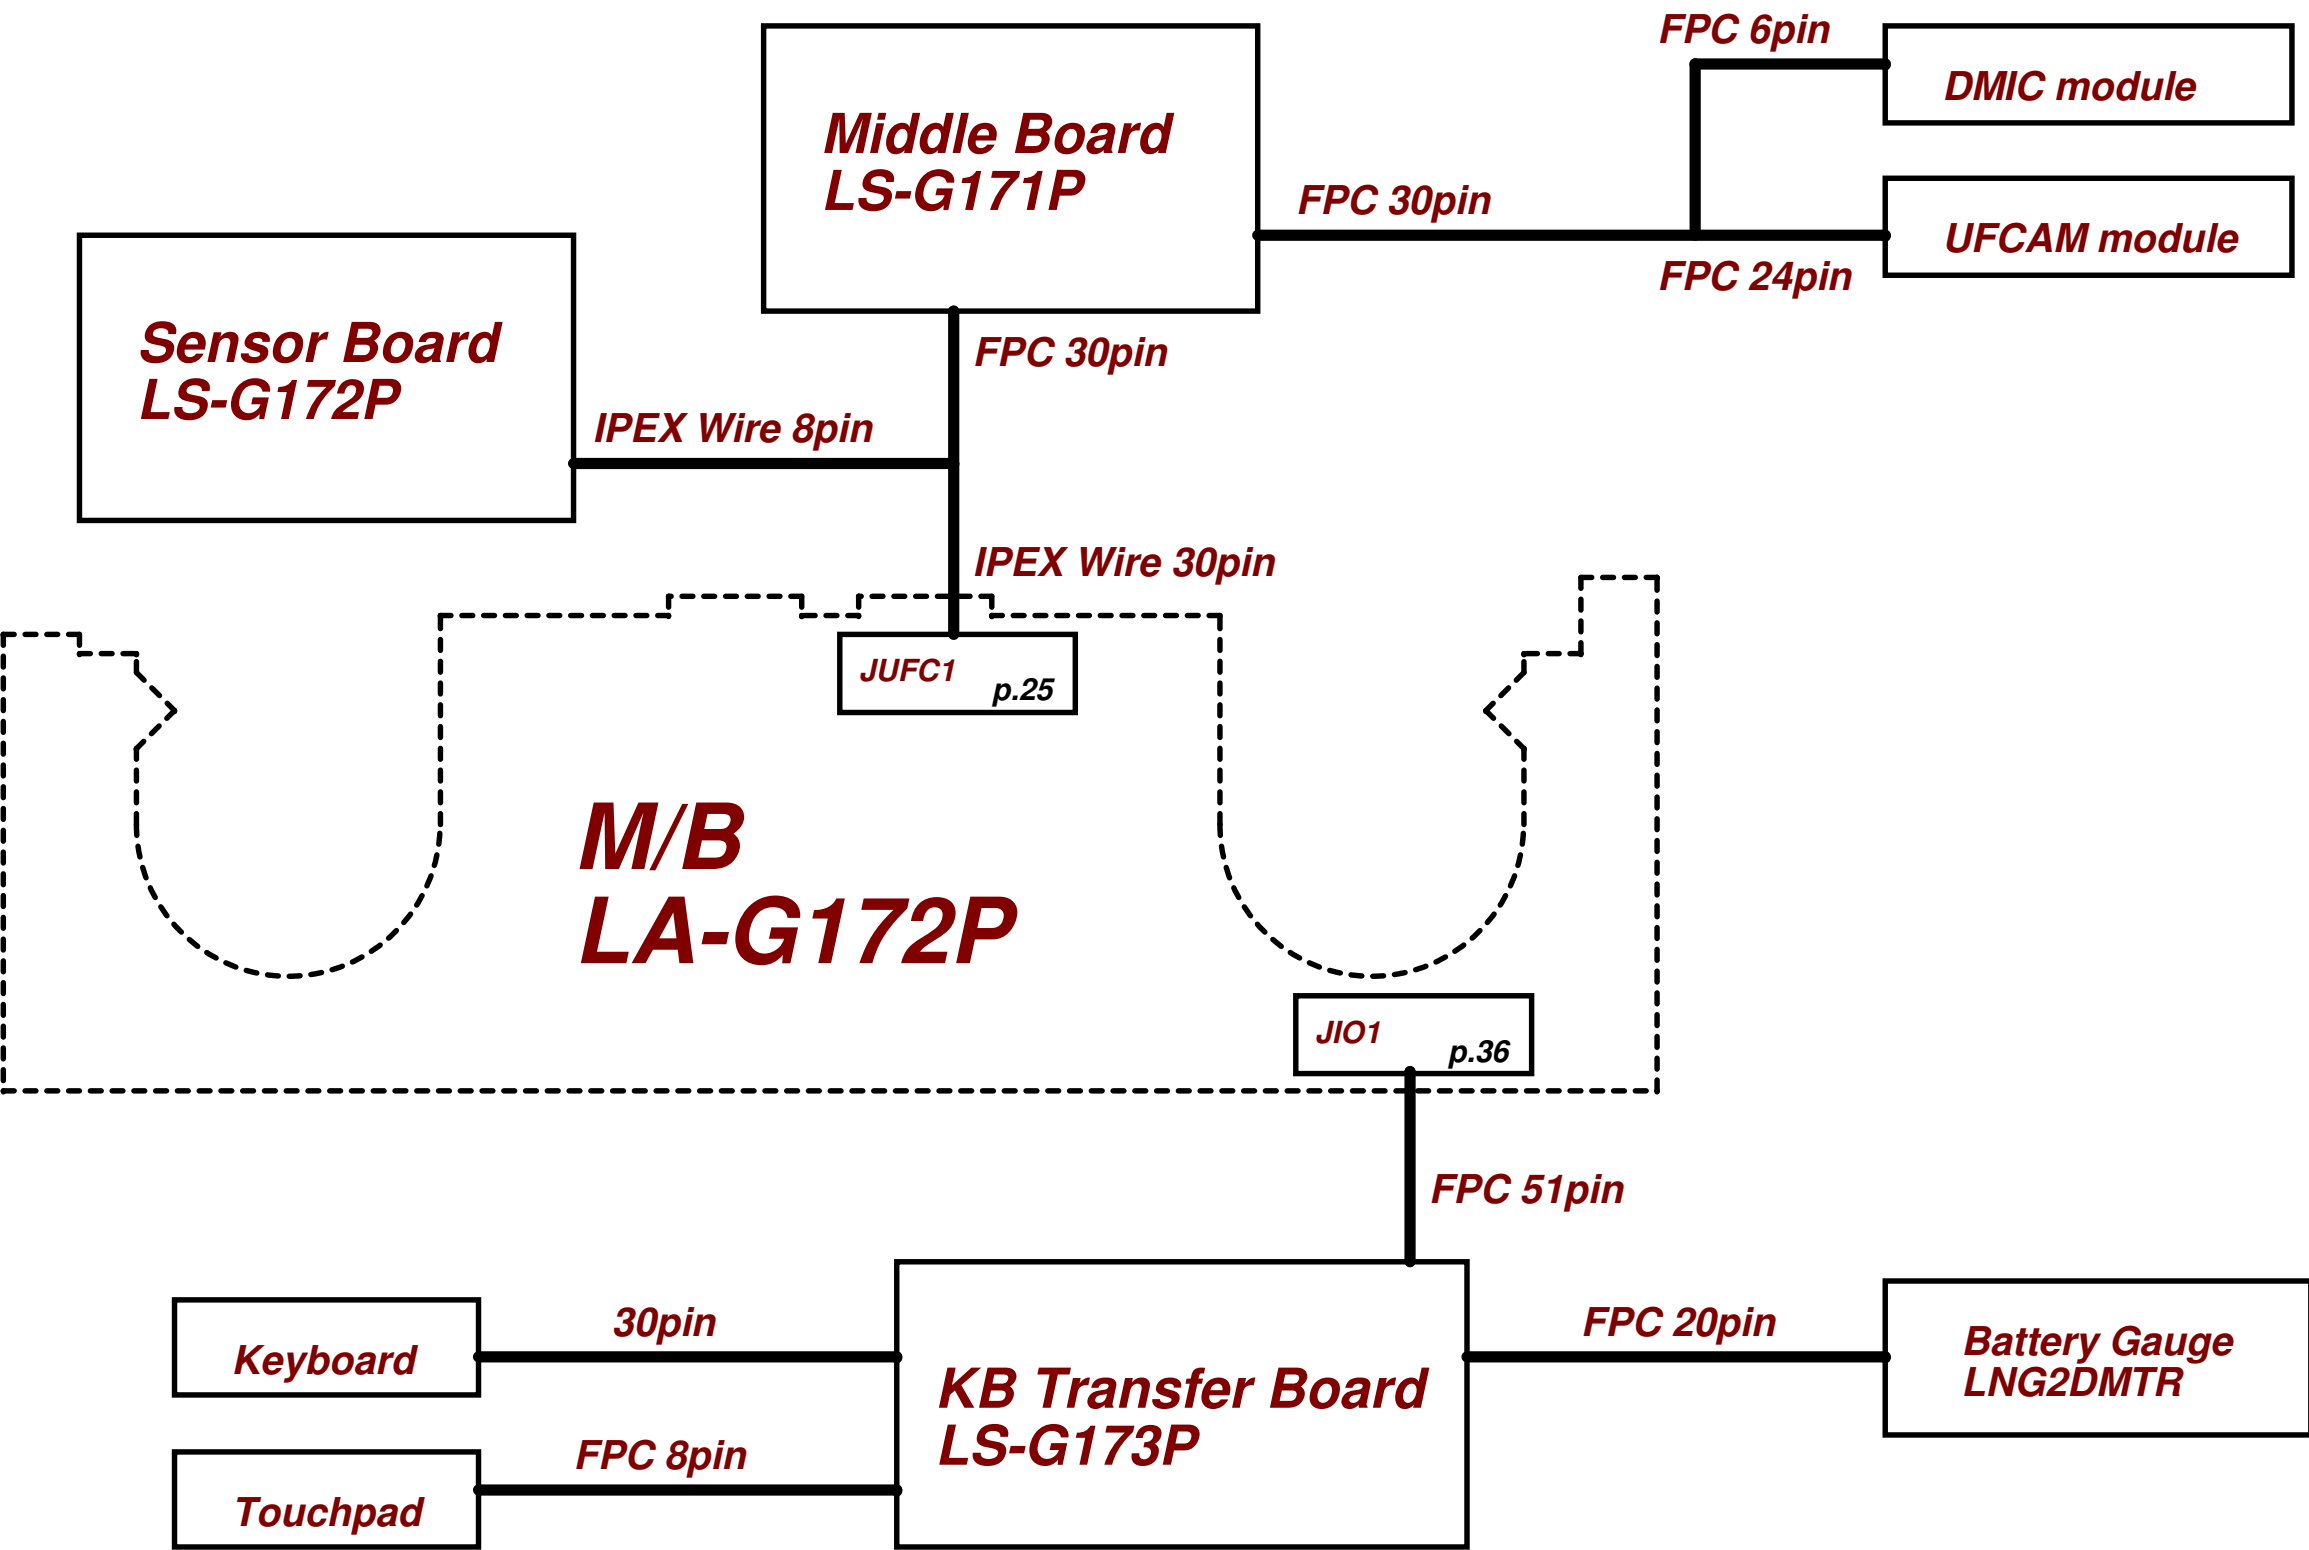 FPC 6pin
DMIC module
Middle Board
LS-G171P
FPC 30pin
UFCAM module
FPC 24pin
Sensor Board
LS-G172P
FPC 30pin
IPEX Wire 8pin
IPEX Wire 30pin
JUFC1
p.25
M/B
LA-G172P
JIO1
p.36
FPC 51pin
Keyboard
30pin
KB Transfer Board
LS-G173P
FPC 20pin
Battery Gauge
LNG2DMTR
FPC 8pin
Touchpad